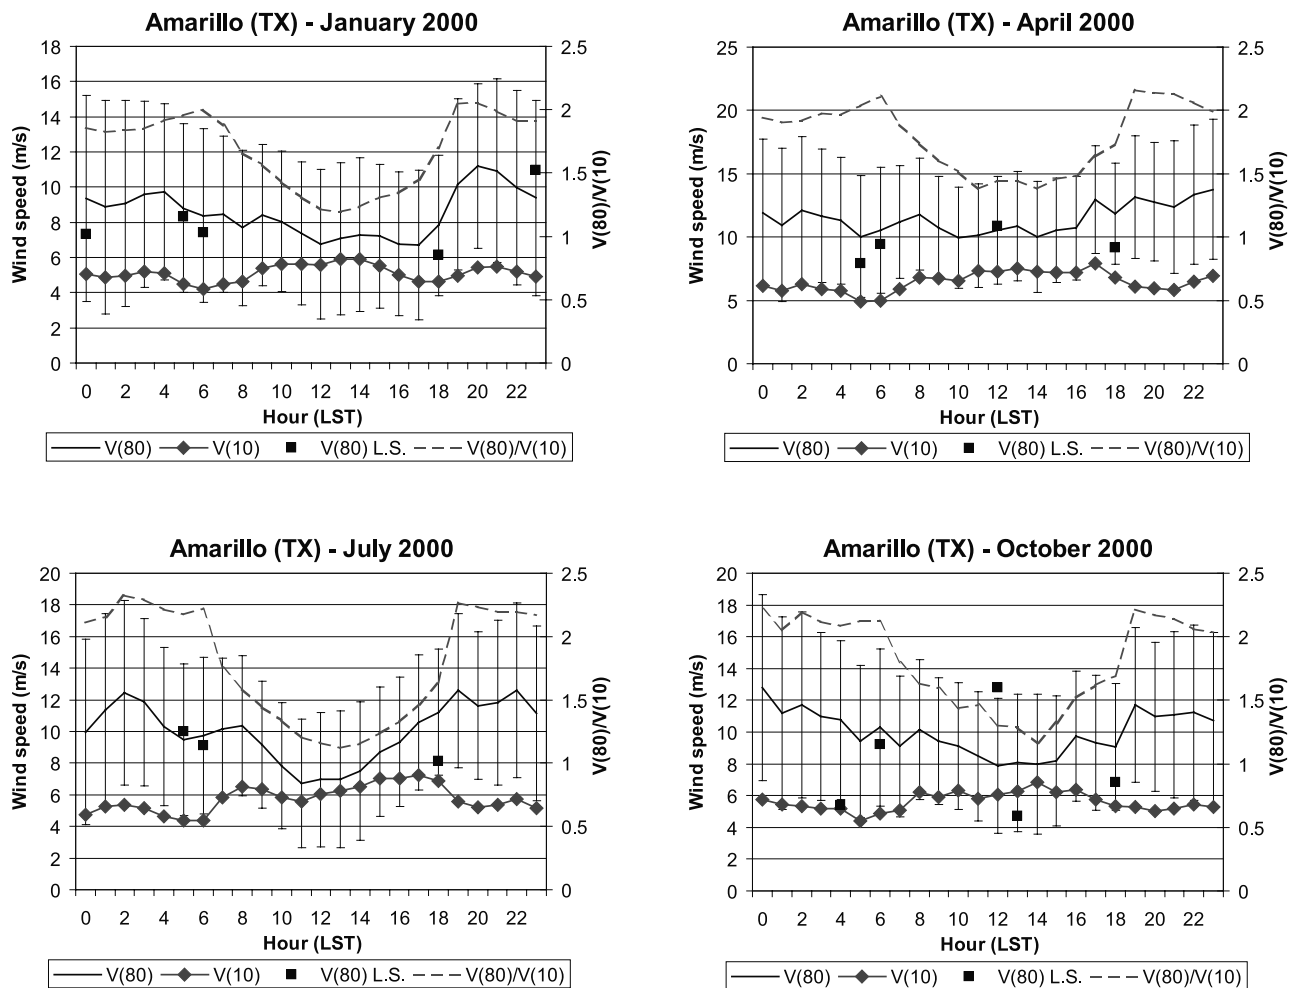 Amarillo (TX) - January 2000
18
16
14
12
10
8
6
4
2
0
Wind speed (m/s)
2.5
2
1.5
1
0.5
0
V(80)/V(10)
0 2 4 6 8 10 12 14 16 18 20 22
Hour (LST)
V(80) V(10) V(80) L.S. V(80)/V(10)
Amarillo (TX) - April 2000
25
20
15
10
5
0
Wind speed (m/s)
2.5
2
1.5
1
0.5
0
V(80)/V(10)
0 2 4 6 8 10 12 14 16 18 20 22
Hour (LST)
V(80) V(10) V(80) L.S. V(80)/V(10)
Amarillo (TX) - July 2000
20
18
16
14
12
10
8
6
4
2
0
Wind speed (m/s)
2.5
2
1.5
1
0.5
0
V(80)/V(10)
0 2 4 6 8 10 12 14 16 18 20 22
Hour (LST)
V(80) V(10) V(80) L.S. V(80)/V(10)
Amarillo (TX) - October 2000
20
18
16
14
12
10
8
6
4
2
0
Wind speed (m/s)
2.5
2
1.5
1
0.5
0
V(80)/V(10)
0 2 4 6 8 10 12 14 16 18 20 22
Hour (LST)
V(80) V(10) V(80) L.S. V(80)/V(10)